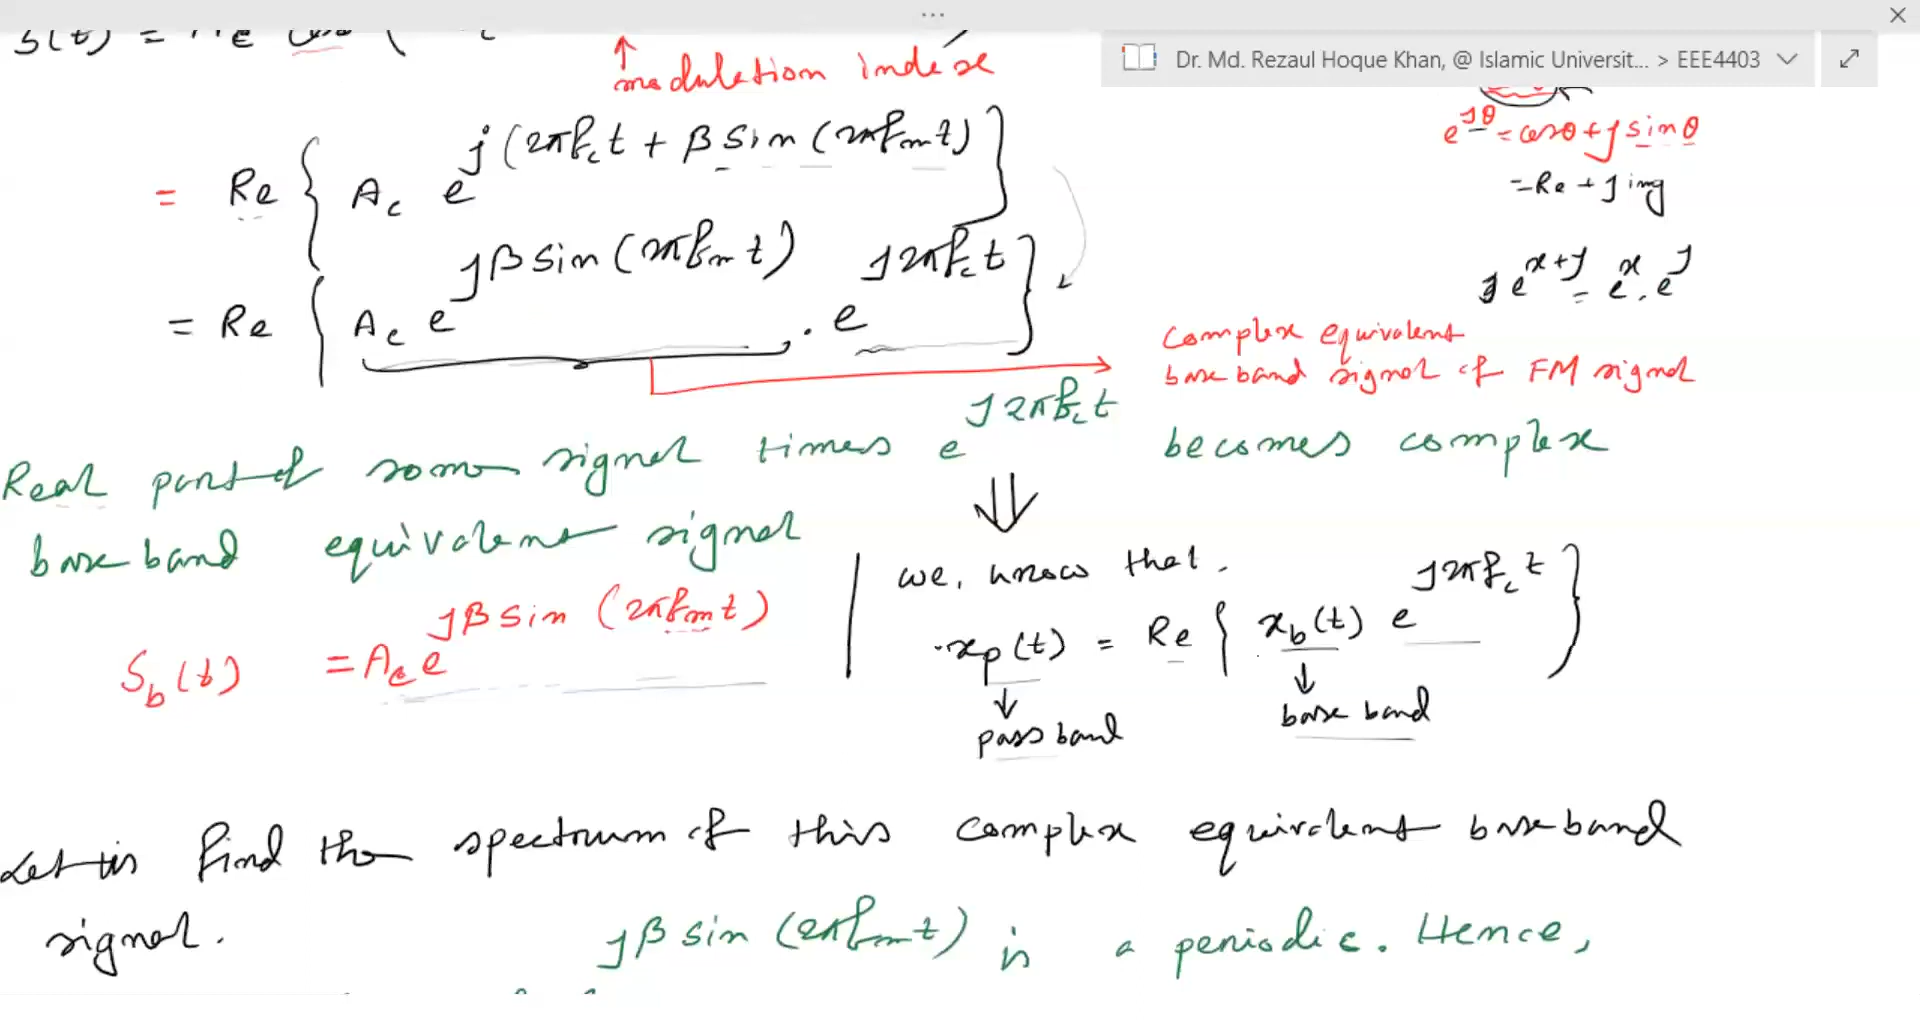 S(t) = Ac cos (
modulation index
Dr. Md. Rezaul Hoque Khan, @ Islamic Universit... > EEE4403
e^{jθ} = cosθ + j sinθ
= Re + j img
= Re { A_c e^{j(2πf_c t + β sin (2πf_m t)} }
= Re { A_c e^{jβ sin (2πf_m t)} . e^{j2πf_c t} }
e^{x+y} = e^x . e^y
Complex equivalent
base band signal of FM signal
Real part of some signal times e^{j2πf_c t} becomes complex
base band equivalent signal
S_b(t) = A_c e^{jβ sin (2πf_m t)}
⇓
we, know that.
x_p(t) = Re { x_b(t) e^{j2πf_c t} }
↓ ↓
pass band base band
Let us find the spectrum of this complex equivalent base band
signal. jβ sin (2πf_m t) is a periodic. Hence,